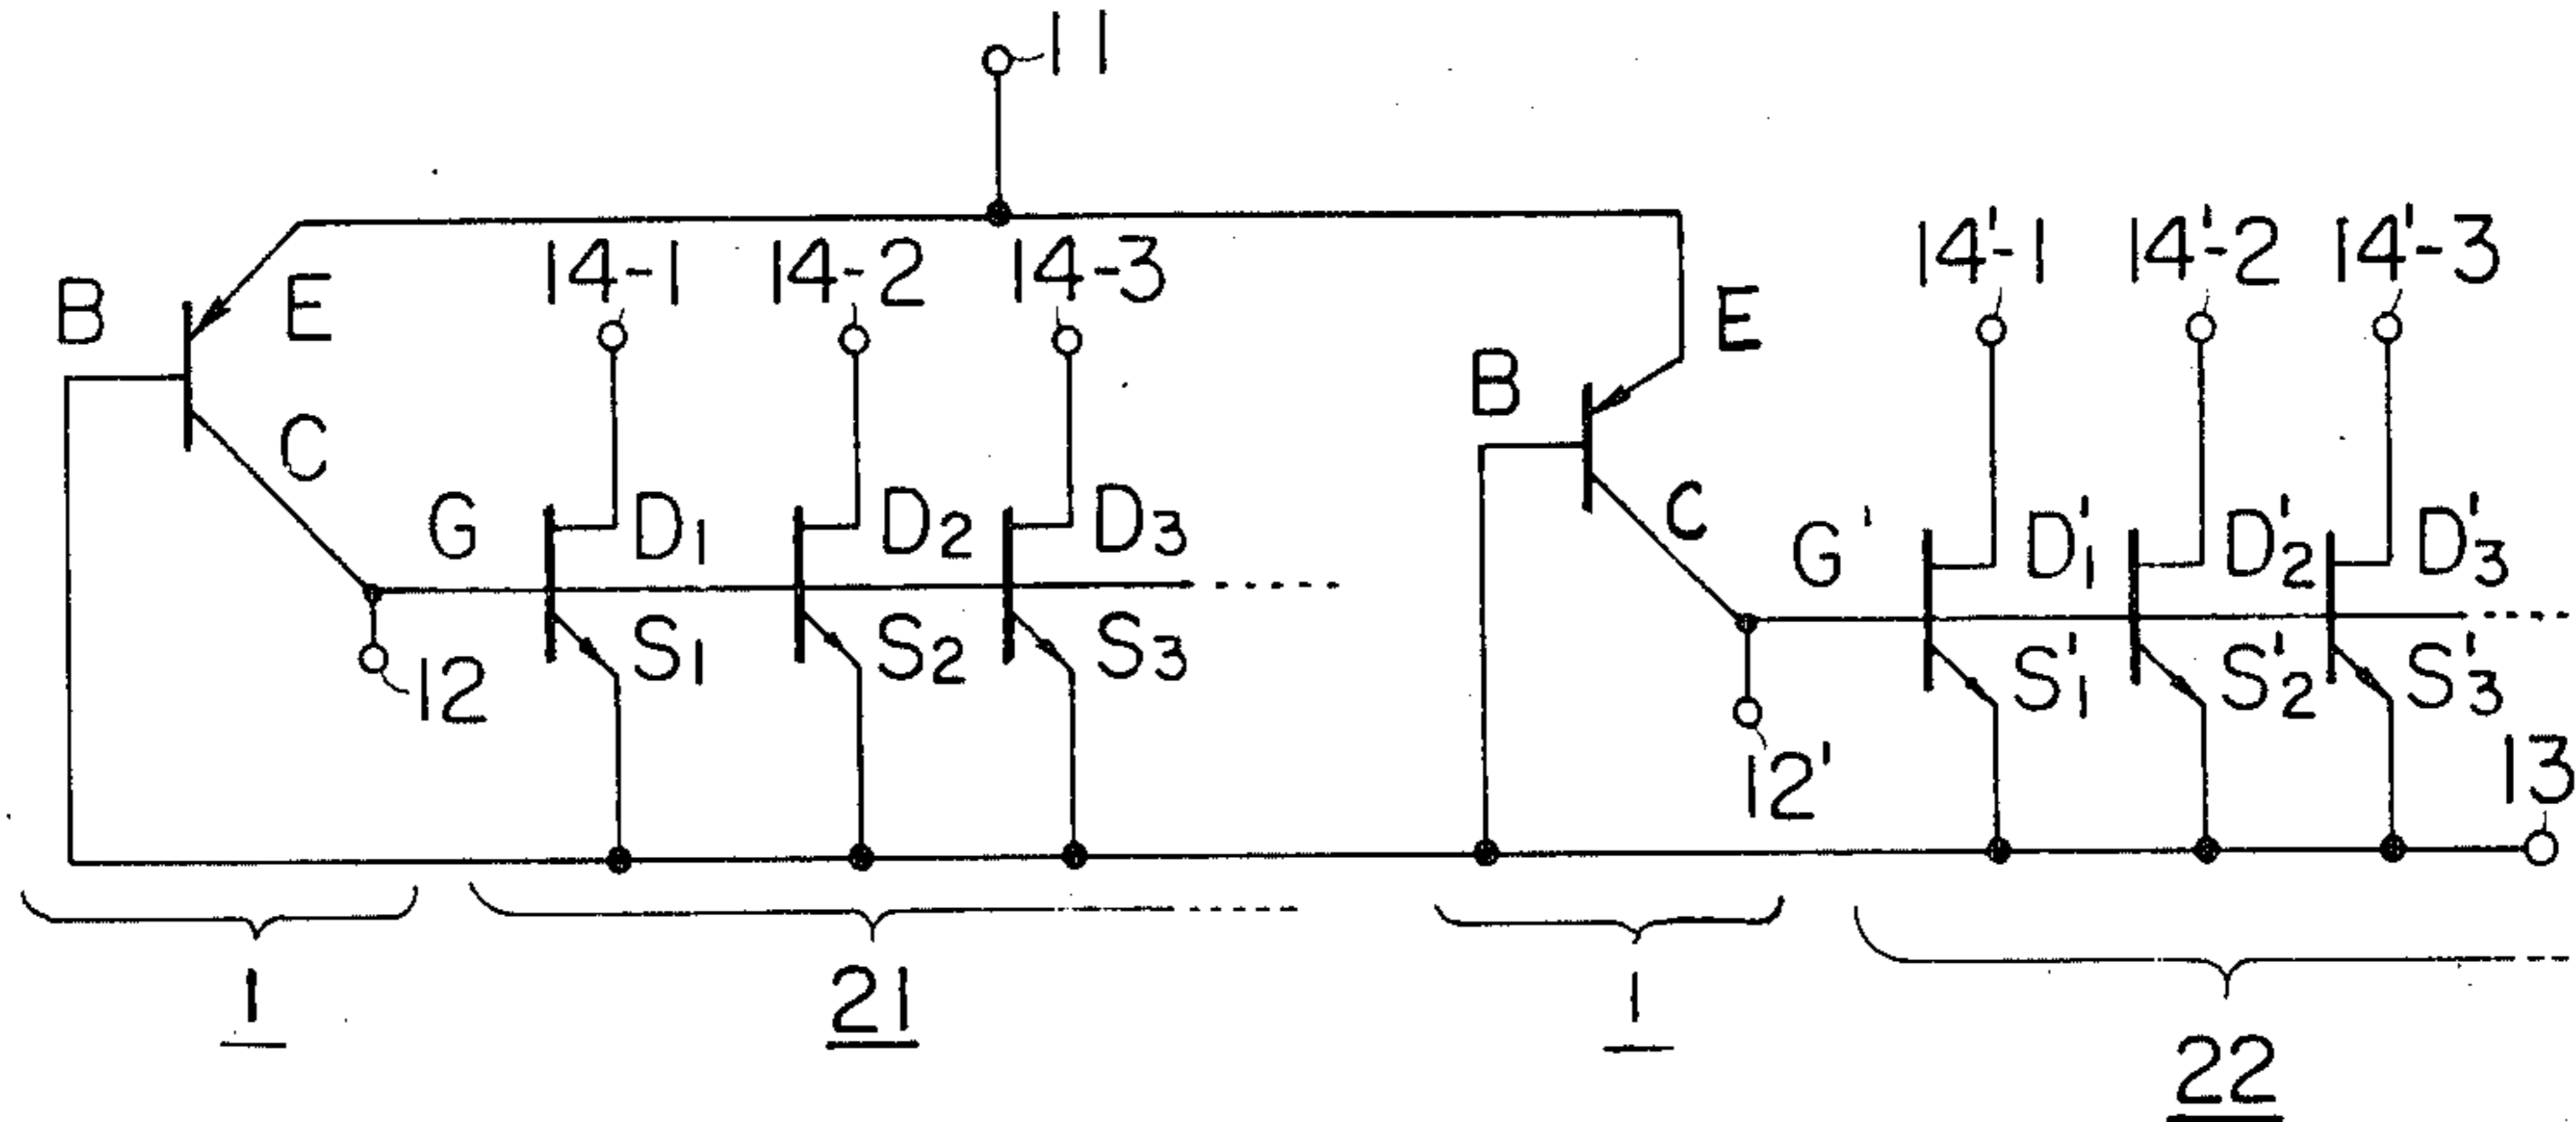 11
14-1 14-2 14-3 14'-1 14'-2 14'-3
B E E
B
C C
G D1 D2 D3 G' D'1 D'2 D'3
S1 S2 S3 S'1 S'2 S'3
12 12' 13
1 21 1 22